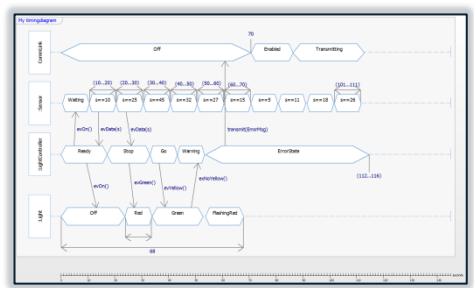 My timingdiagram
70
CommLink
Off
Enabled
Transmitting
(10...20)
(20...30)
(30...40)
(40...50)
(50...60)
(60...70)
(101...111)
Sensor
Waiting
s==10
s==25
s==45
s==32
s==27
s==15
s==5
s==11
s==18
s==26
evOn()
evData(s)
evData(s)
transmit(ErrorMsg)
LightController
Ready
Stop
Go
Warning
ErrorState
(112...116)
evOn()
evGreen()
evYellow()
evNoYellow()
Light
Off
Red
Green
FlashingRed
68